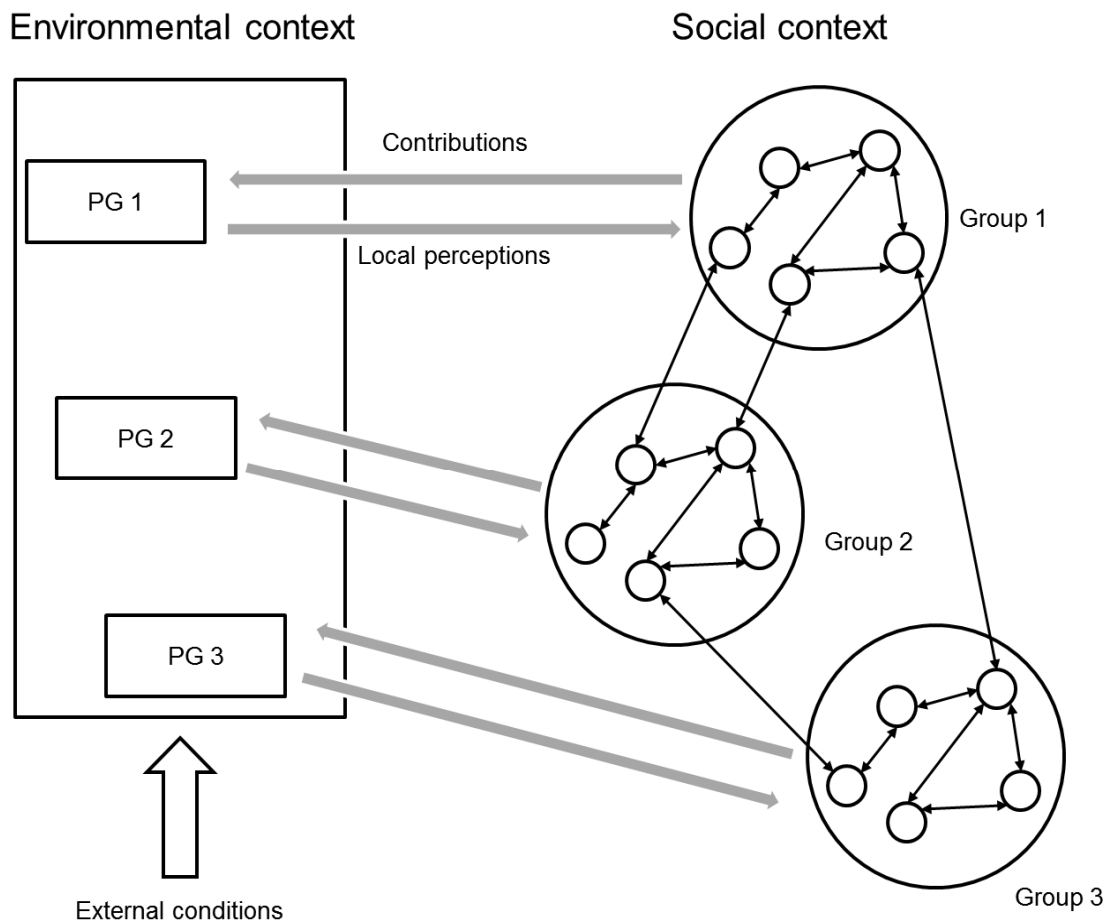 Environmental context
Social context
Contributions
PG 1
Group 1
Local perceptions
PG 2
Group 2
PG 3
Group 3
External conditions